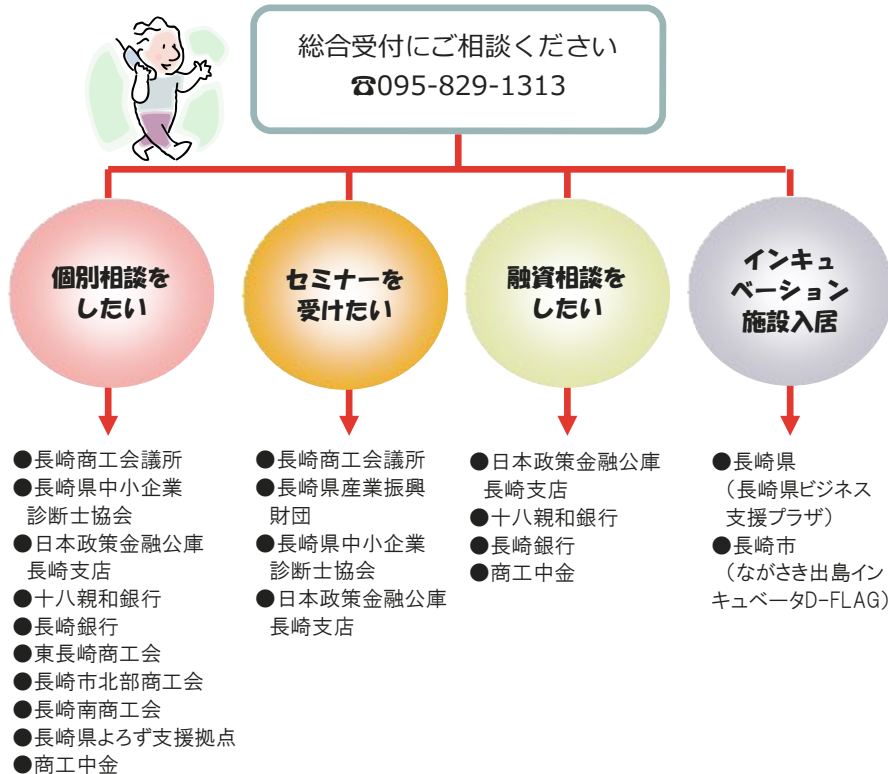 総合受付にご相談ください
☎095-829-1313
個別相談を
したい
セミナーを
受けたい
融資相談を
したい
インキュ
ベーション
施設入居
●長崎商工会議所
●長崎県中小企業
診断士協会
●日本政策金融公庫
長崎支店
●十八親和銀行
●長崎銀行
●東長崎商工会
●長崎市北部商工会
●長崎南商工会
●長崎県よろず支援拠点
●商工中金
●長崎商工会議所
●長崎県産業振興
財団
●長崎県中小企業
診断士協会
●日本政策金融公庫
長崎支店
●日本政策金融公庫
長崎支店
●十八親和銀行
●長崎銀行
●商工中金
●長崎県
（長崎県ビジネス
支援プラザ）
●長崎市
（ながさき出島イン
キュベータD-FLAG）